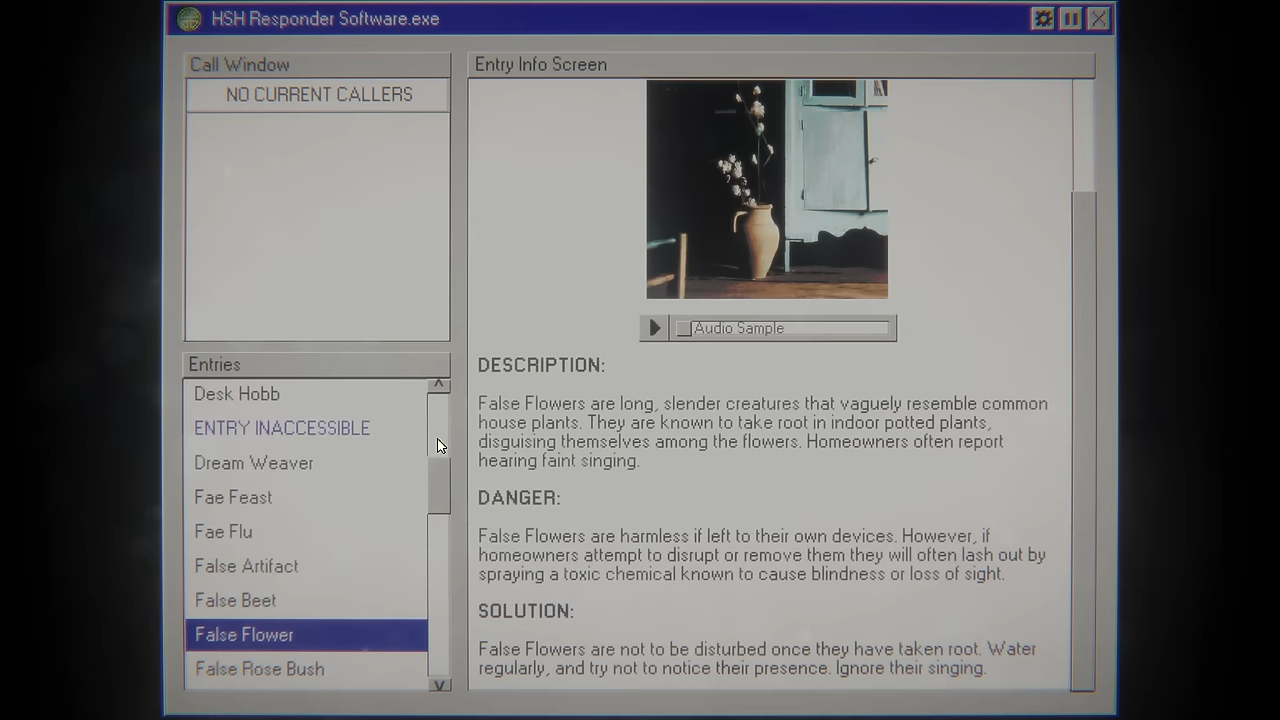 HSH Responder Software.exe
Call Window
NO CURRENT CALLERS
Entries
Desk Hobb
ENTRY INACCESSIBLE
Dream Weaver
Fae Feast
Fae Flu
False Artifact
False Beet
False Flower
False Rose Bush
Entry Info Screen
Audio Sample
DESCRIPTION:
False Flowers are long, slender creatures that vaguely resemble common
house plants. They are known to take root in indoor potted plants,
disguising themselves among the flowers. Homeowners often report
hearing faint singing.
DANGER:
False Flowers are harmless if left to their own devices. However, if
homeowners attempt to disrupt or remove them they will often lash out by
spraying a toxic chemical known to cause blindness or loss of sight.
SOLUTION:
False Flowers are not to be disturbed once they have taken root. Water
regularly, and try not to notice their presence. Ignore their singing.